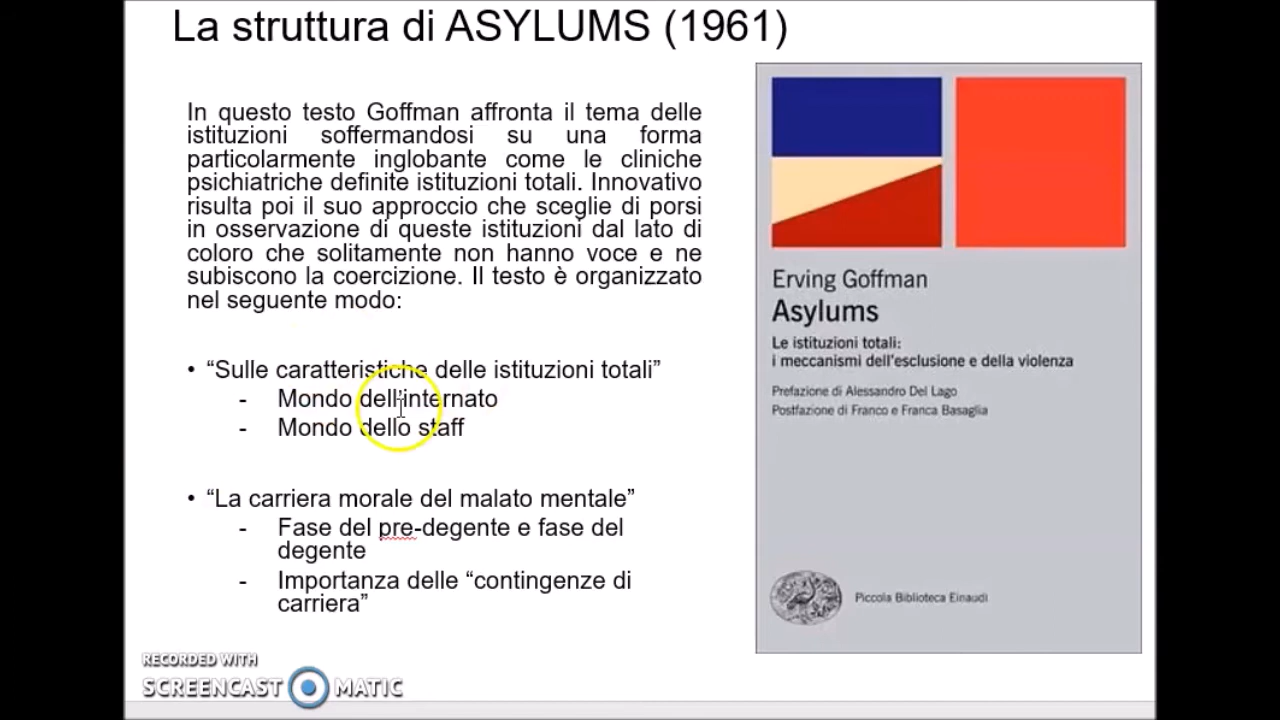 La struttura di ASYLUMS (1961)
In questo testo Goffman affronta il tema delle
istituzioni soffermandosi su una forma
particolarmente inglobante come le cliniche
psichiatriche definite istituzioni totali. Innovativo
risulta poi il suo approccio che sceglie di porsi
in osservazione di queste istituzioni dal lato di
coloro che solitamente non hanno voce e ne
subiscono la coercizione. Il testo è organizzato
nel seguente modo:
• “Sulle caratteristiche delle istituzioni totali”
- Mondo dell'internato
- Mondo dello staff
• “La carriera morale del malato mentale”
- Fase del pre-degente e fase del
degente
- Importanza delle “contingenze di
carriera”
Erving Goffman
Asylums
Le istituzioni totali:
i meccanismi dell'esclusione e della violenza
Prefazione di Alessandro Del Lago
Postfazione di Franco e Franca Basaglia
Piccola Biblioteca Einaudi
RECORDED WITH
SCREENCAST MATIC